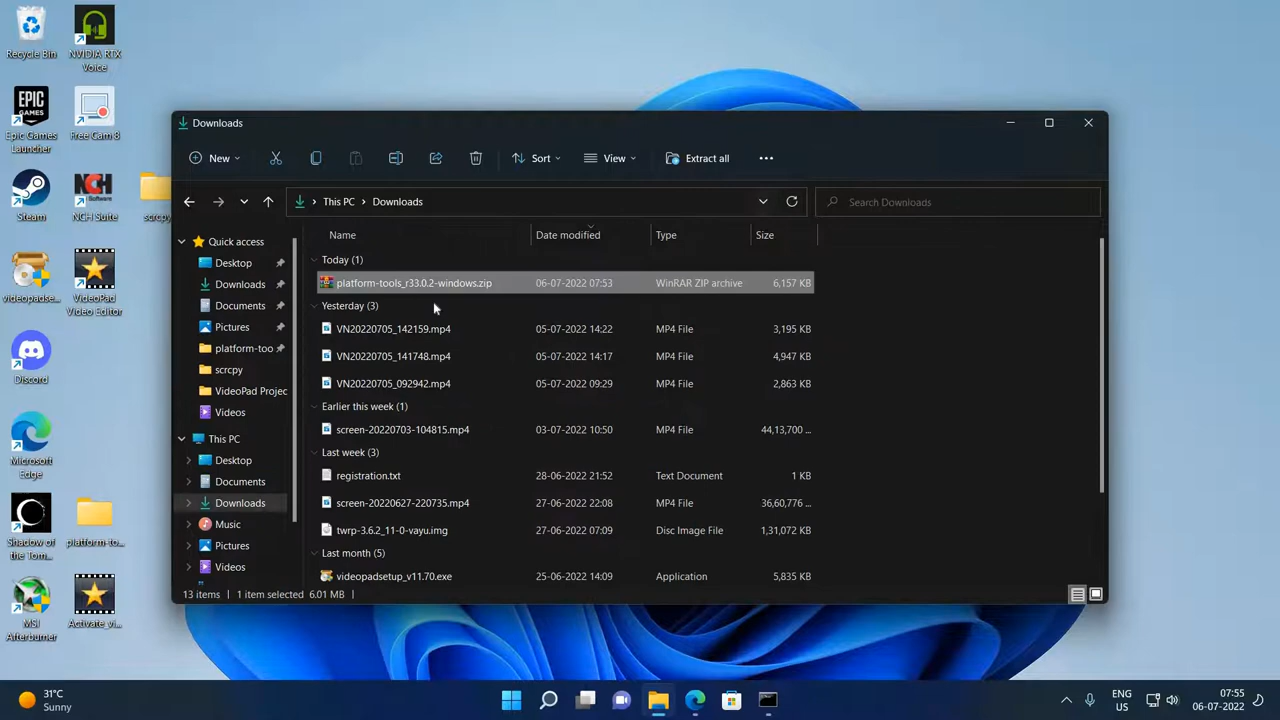 Recycle Bin
NVIDIA RTX
Voice
EPIC
GAMES
Epic Games
Launcher
Free Cam 8
Steam
NCH
Software
NCH Suite
scrcpy
videopadse...
VideoPad
Video Editor
Discord
Microsoft
Edge
Shadow of
the Tom...
platform-to...
MSI
Afterburner
Activate_vi...
Downloads
New
Sort
View
Extract all
This PC
Downloads
Search Downloads
Quick access
Desktop
Downloads
Documents
Pictures
platform-too
scrcpy
VideoPad Projec
Videos
This PC
Desktop
Documents
Downloads
Music
Pictures
Videos
Name Date modified Type Size
Today (1)
platform-tools_r33.0.2-windows.zip 06-07-2022 07:53 WinRAR ZIP archive 6,157 KB
Yesterday (3)
VN20220705_142159.mp4 05-07-2022 14:22 MP4 File 3,195 KB
VN20220705_141748.mp4 05-07-2022 14:17 MP4 File 4,947 KB
VN20220705_092942.mp4 05-07-2022 09:29 MP4 File 2,863 KB
Earlier this week (1)
screen-20220703-104815.mp4 03-07-2022 10:50 MP4 File 44,13,700 ...
Last week (3)
registration.txt 28-06-2022 21:52 Text Document 1 KB
screen-20220627-220735.mp4 27-06-2022 22:08 MP4 File 36,60,776 ...
twrp-3.6.2_11-0-vayu.img 27-06-2022 07:09 Disc Image File 1,31,072 KB
Last month (5)
videopadsetup_v11.70.exe 25-06-2022 14:09 Application 5,835 KB
13 items 1 item selected 6.01 MB
31°C
Sunny
ENG
US
07:55
06-07-2022